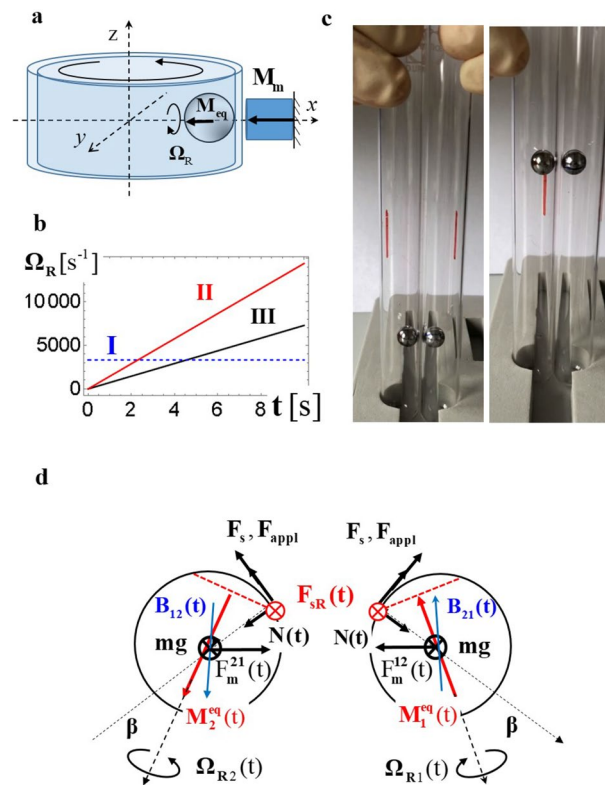 a
z
M_m
M_eq
x
y
Ω_R
b
Ω_R [s⁻¹]
10000
5000
0
I
II
III
0 2 4 6 8
t [s]
c
d
F_s , F_appl
F_s , F_appl
F_sR(t)
B_12(t)
B_21(t)
N(t)
N(t)
mg
mg
F_m^21(t)
F_m^12(t)
M_2^eq(t)
M_1^eq(t)
β
β
Ω_R2(t)
Ω_R1(t)